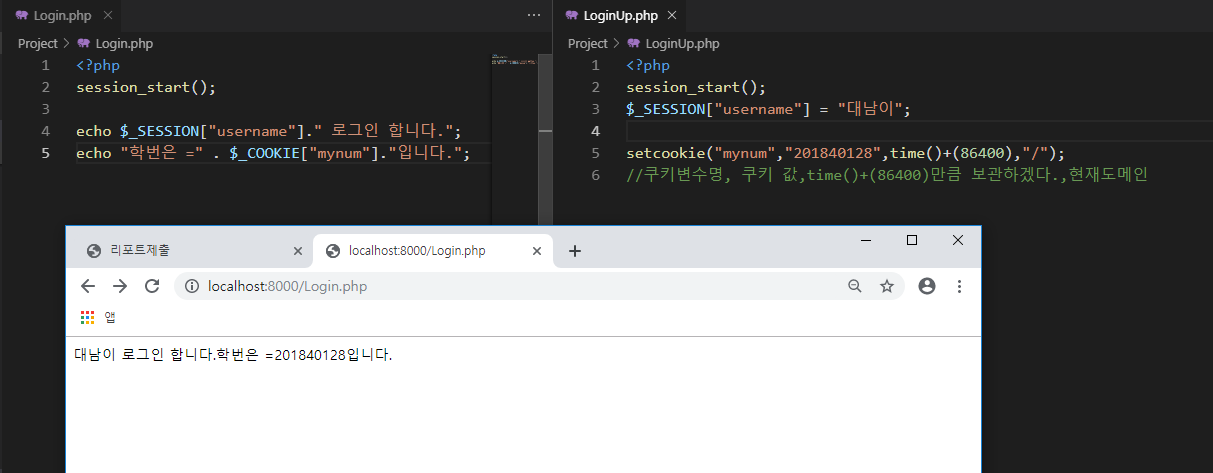 Login.php
Project > Login.php
1 <?php
2 session_start();
3
4 echo $_SESSION["username"]." 로그인 합니다.";
5 echo "학번은 =" . $_COOKIE["mynum"]."입니다.";
LoginUp.php
Project > LoginUp.php
1 <?php
2 session_start();
3 $_SESSION["username"] = "대남이";
4
5 setcookie("mynum","201840128",time()+(86400),"/");
6 //쿠키변수명, 쿠키 값,time()+(86400)만큼 보관하겠다.,현재도메인
리포트제출
localhost:8000/Login.php
localhost:8000/Login.php
앱
대남이 로그인 합니다.학번은 =201840128입니다.